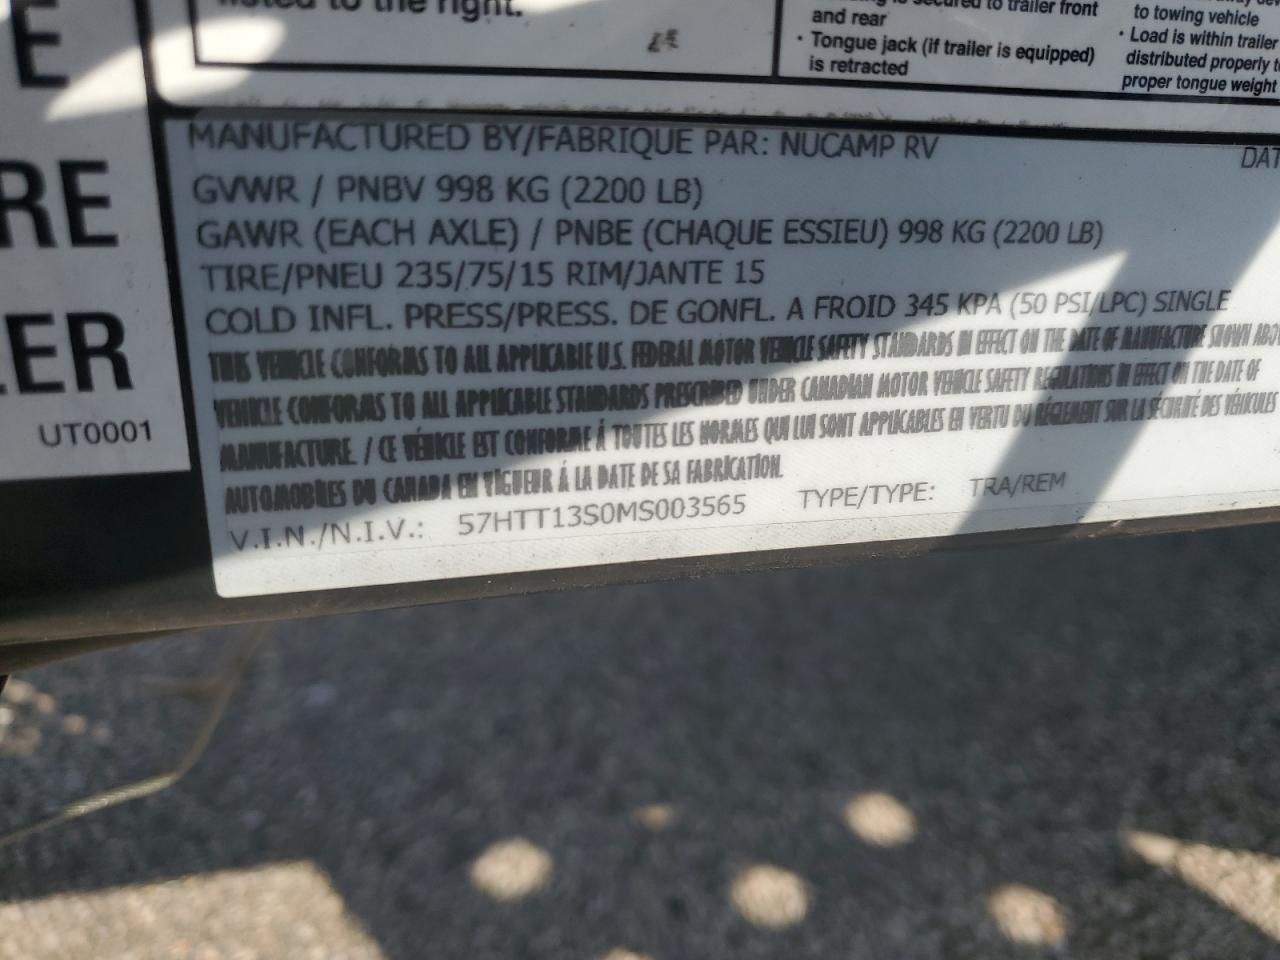 listed to the right.
is secured to trailer front
and rear
• Tongue jack (if trailer is equipped)
is retracted
to towing vehicle
• Load is within trailer
distributed properly
proper tongue weight
E
RE
ER
UT0001
MANUFACTURED BY/FABRIQUE PAR: NUCAMP RV
DAT
GVWR / PNBV 998 KG (2200 LB)
GAWR (EACH AXLE) / PNBE (CHAQUE ESSIEU) 998 KG (2200 LB)
TIRE/PNEU 235/75/15 RIM/JANTE 15
COLD INFL. PRESS/PRESS. DE GONFL. A FROID 345 KPA (50 PSI/LPC) SINGLE
THIS VEHICLE CONFORMS TO ALL APPLICABLE U.S. FEDERAL MOTOR VEHICLE SAFETY STANDARDS IN EFFECT ON THE DATE OF MANUFACTURE SHOWN ABO
VEHICLE CONFORMS TO ALL APPLICABLE STANDARDS PRESCRIBED UNDER CANADIAN MOTOR VEHICLE SAFETY REGULATIONS IN EFFECT ON THE DATE OF
MANUFACTURE. / CE VÉHICLE EST CONFORME Á TOUTES LES NORMES QUI LUI SONT APPLICABLES EN VERTU DU RÉGLEMENT SUR LA SÉCURITÉ DES VÉHICULES
AUTOMOBILES DU CANADA EN VIGUEUR Á LA DATE DE SA FABRICATION.
V.I.N./N.I.V.: 57HTT13S0MS003565 TYPE/TYPE: TRA/REM